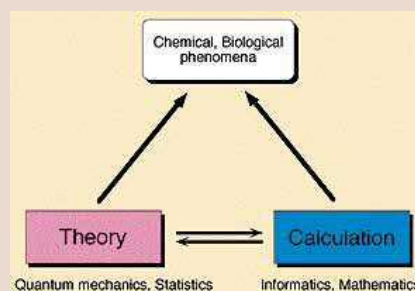 Chemical, Biological
phenomena
Theory
Calculation
Quantum mechanics, Statistics
Informatics, Mathematics